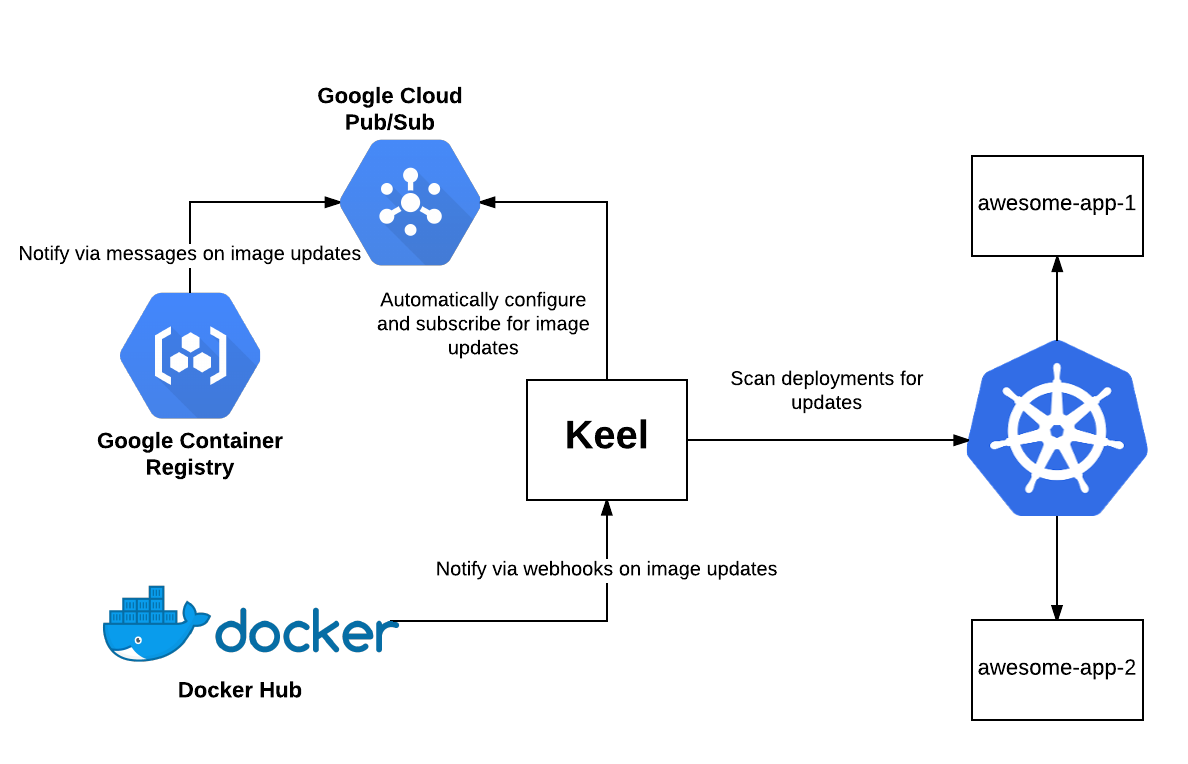 Google Cloud
Pub/Sub
Notify via messages on image updates
Automatically configure
and subscribe for image
updates
Google Container
Registry
Keel
Scan deployments for
updates
awesome-app-1
Notify via webhooks on image updates
docker
Docker Hub
awesome-app-2